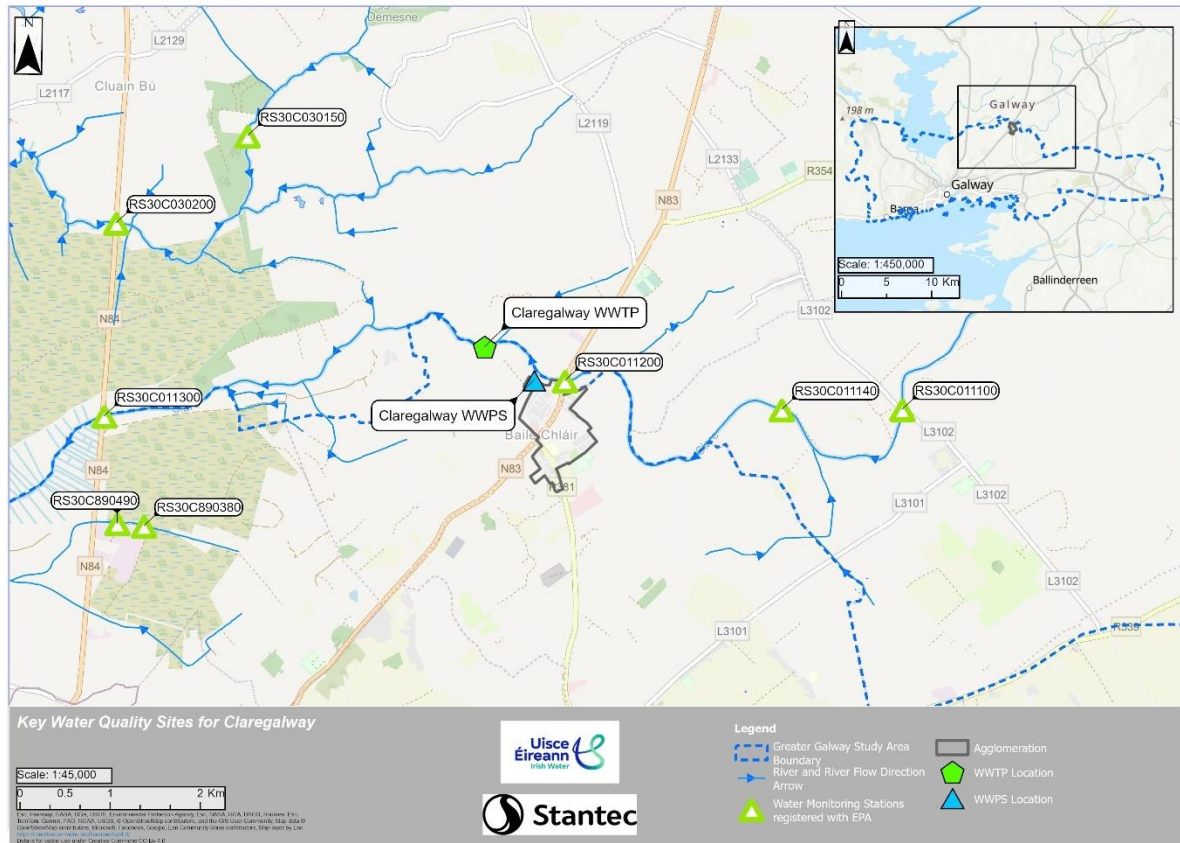 N
L2129
Demesne
L2117
Cluain Bú
RS30C030150
L2119
L2133
R354
RS30C030200
N83
N84
Claregalway WWTP
L3102
RS30C011200
RS30C011140
RS30C011100
RS30C011300
Claregalway WWPS
Baile Chláir
Clare
L3102
N84
N83
R381
RS30C890490
RS30C890380
L3101
L3102
N84
L3102
L3101
R339
N
198 m
Galway
Galway
Barna
Scale: 1:450,000
0 5 10 Km
Ballinderreen
Key Water Quality Sites for Claregalway
Scale: 1:45,000
0 0.5 1 2 Km
Uisce
Éireann
Irish Water
Stantec
Legend
Greater Galway Study Area
Boundary
River and River Flow Direction
Arrow
Water Monitoring Stations
registered with EPA
Agglomeration
WWTP Location
WWPS Location